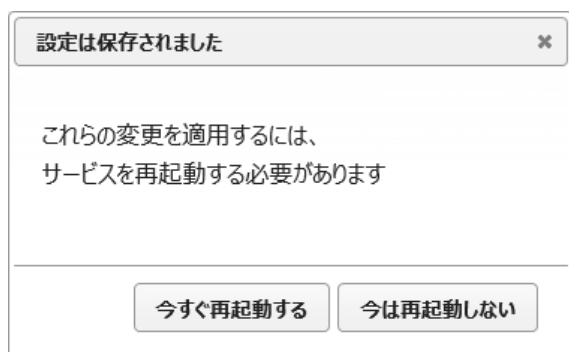 設定は保存されました
これらの変更を適用するには、
サービスを再起動する必要があります
今すぐ再起動する
今は再起動しない